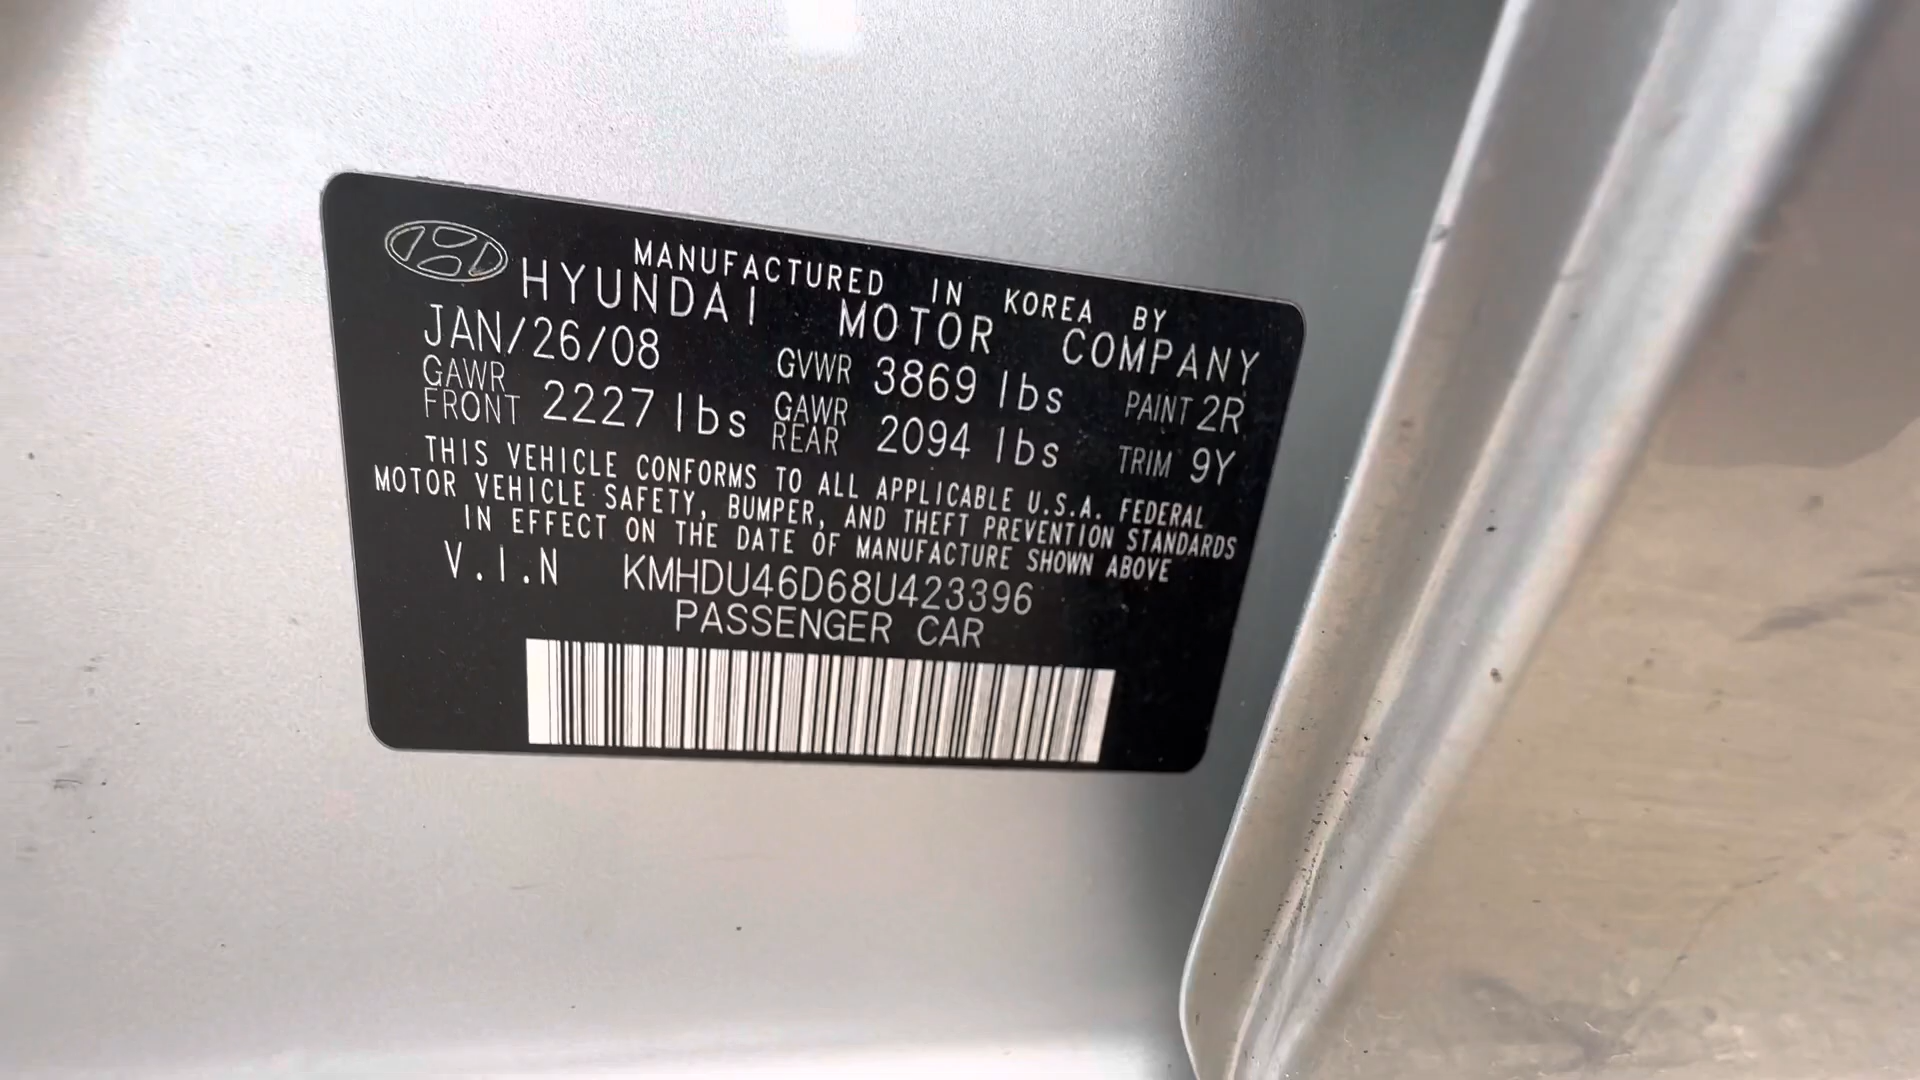 MANUFACTURED IN KOREA BY
HYUNDAI MOTOR COMPANY
JAN/26/08 GVWR 3869 lbs PAINT 2R
GAWR FRONT 2227 lbs GAWR REAR 2094 lbs TRIM 9Y
THIS VEHICLE CONFORMS TO ALL APPLICABLE U.S.A. FEDERAL
MOTOR VEHICLE SAFETY, BUMPER, AND THEFT PREVENTION STANDARDS
IN EFFECT ON THE DATE OF MANUFACTURE SHOWN ABOVE
V.I.N KMHDU46D68U423396
PASSENGER CAR